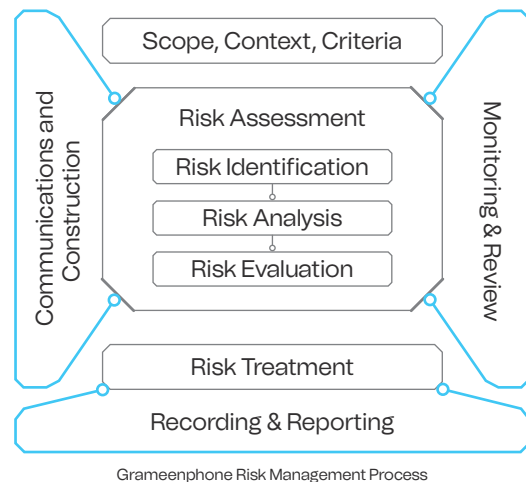 Scope, Context, Criteria
Communications and
Construction
Risk Assessment
Risk Identification
Risk Analysis
Risk Evaluation
Monitoring & Review
Risk Treatment
Recording & Reporting
Grameenphone Risk Management Process